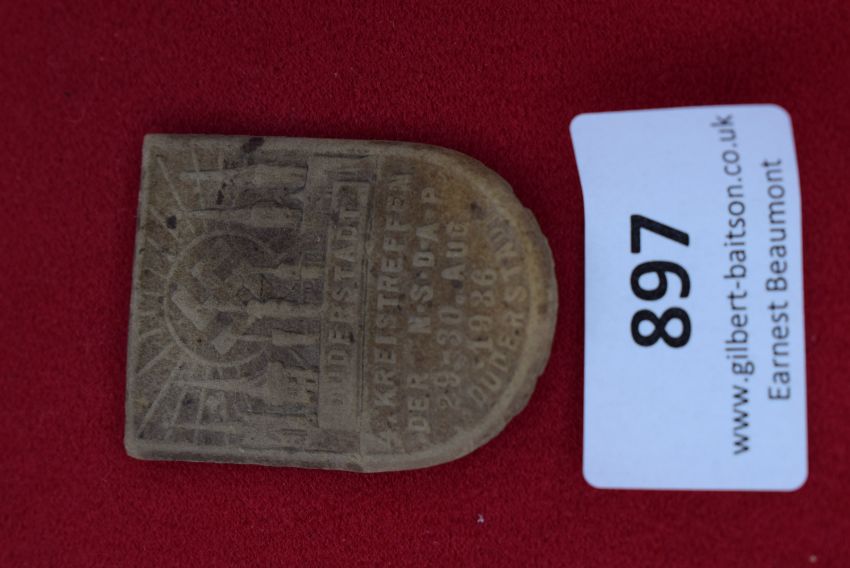 DUDERSTADT
4. KREISTREFFEN
DER N·S·D·A·P
29-30. AUG
1936
DUDERSTADT
897
www.gilbert-baitson.co.uk
Earnest Beaumont